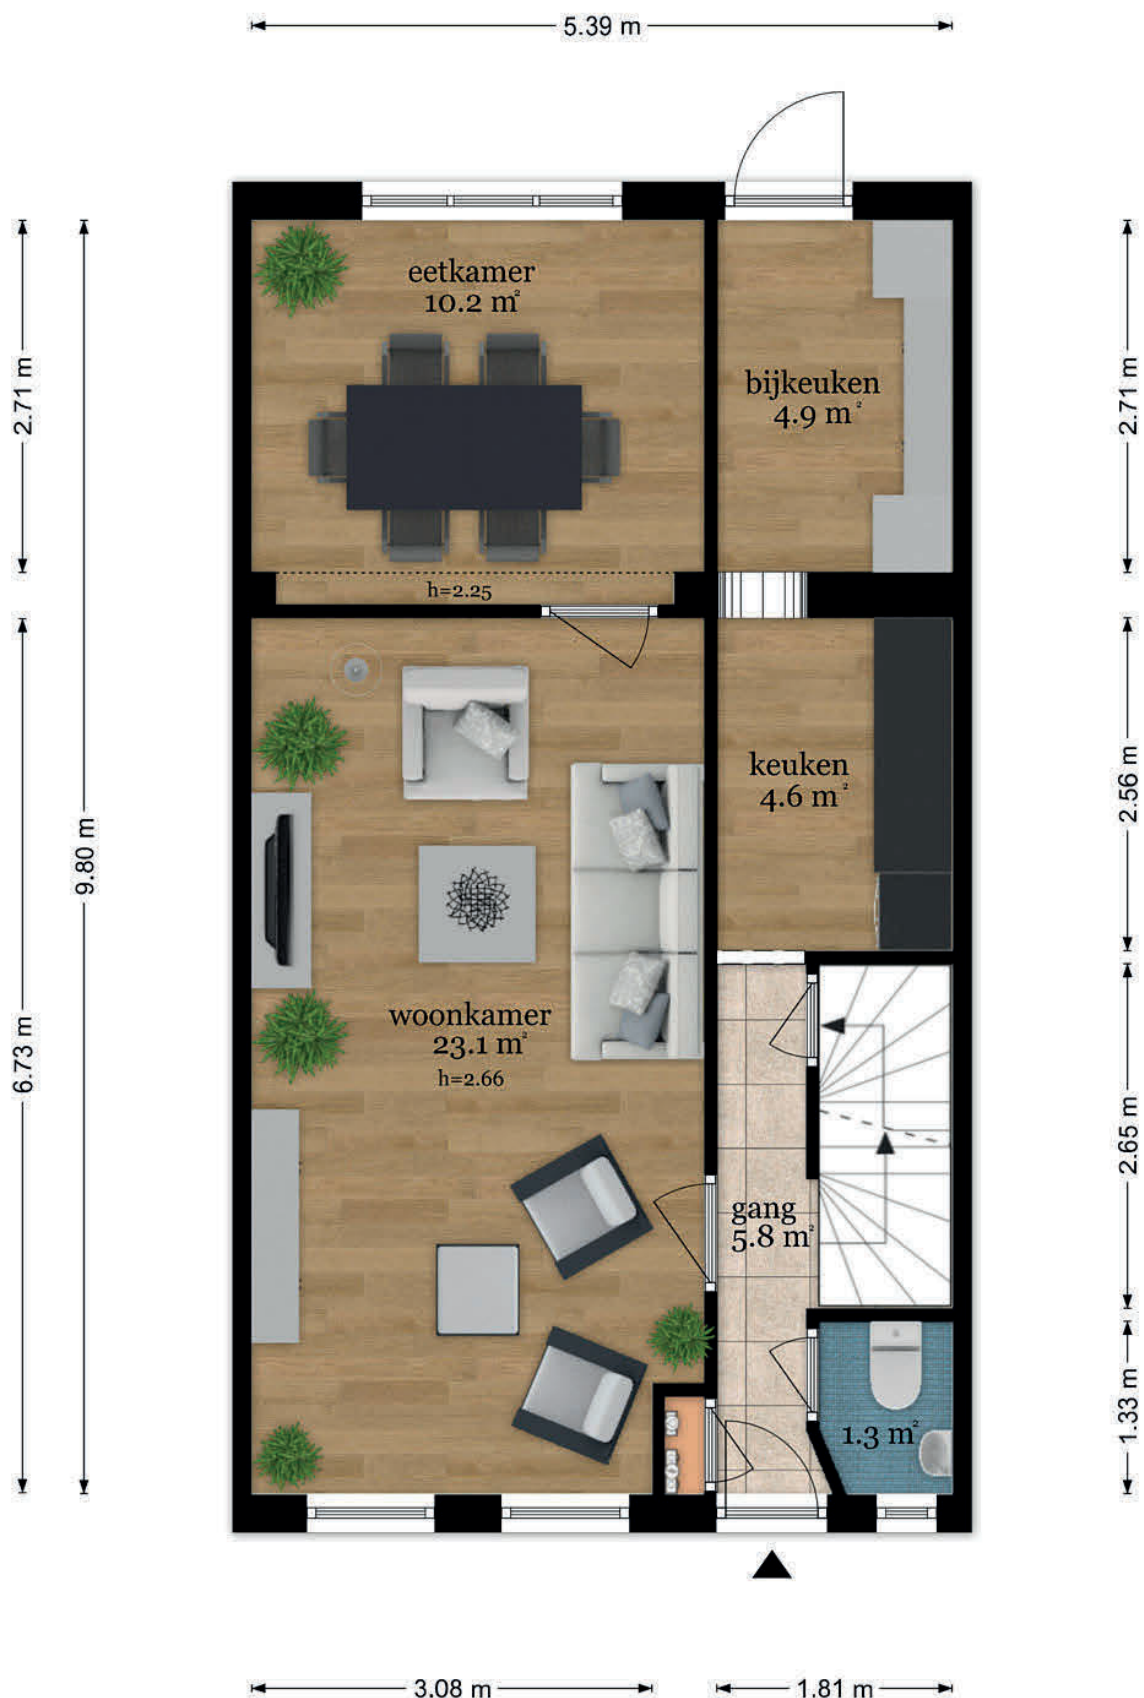 5.39 m
eetkamer
10.2 m²
bijkeuken
4.9 m²
2.71 m
2.71 m
h=2.25
keuken
4.6 m²
2.56 m
9.80 m
woonkamer
23.1 m²
h=2.66
6.73 m
2.65 m
gang
5.8 m²
1.3 m²
1.33 m
3.08 m
1.81 m